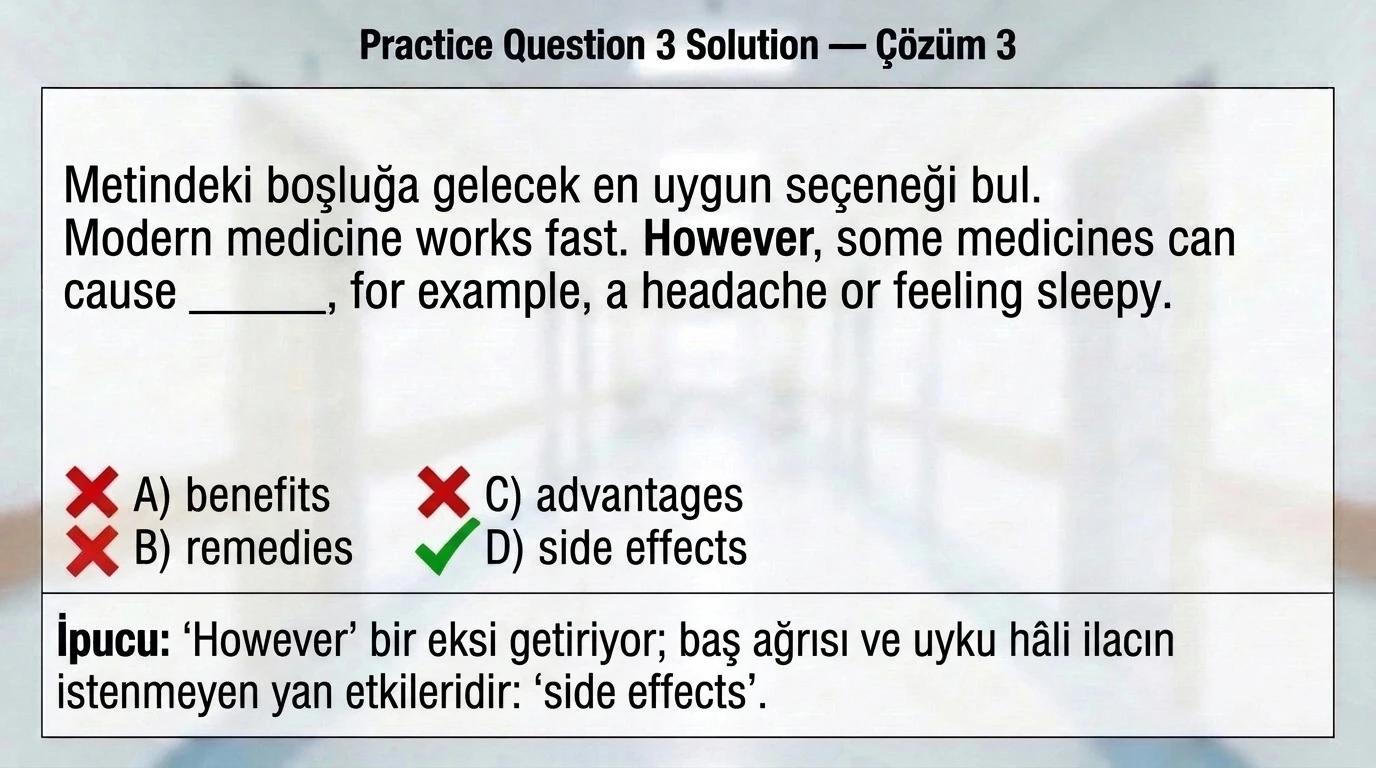 Practice Question 3 Solution — Çözüm 3
Metindeki boşluğa gelecek en uygun seçeneği bul.
Modern medicine works fast. However, some medicines can
cause ______, for example, a headache or feeling sleepy.
A) benefits
B) remedies
C) advantages
D) side effects
İpucu: ‘However’ bir eksi getiriyor; baş ağrısı ve uyku hâli ilacın
istenmeyen yan etkileridir: ‘side effects’.